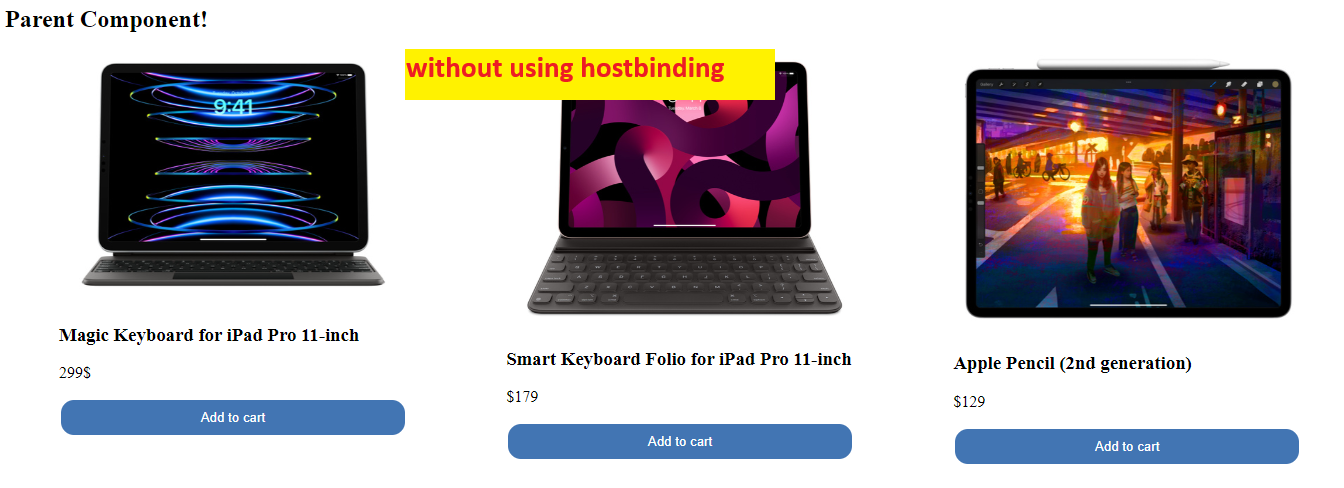 Parent Component!
without using hostbinding
9:41
Magic Keyboard for iPad Pro 11-inch
299$
Add to cart
Smart Keyboard Folio for iPad Pro 11-inch
$179
Add to cart
Apple Pencil (2nd generation)
$129
Add to cart